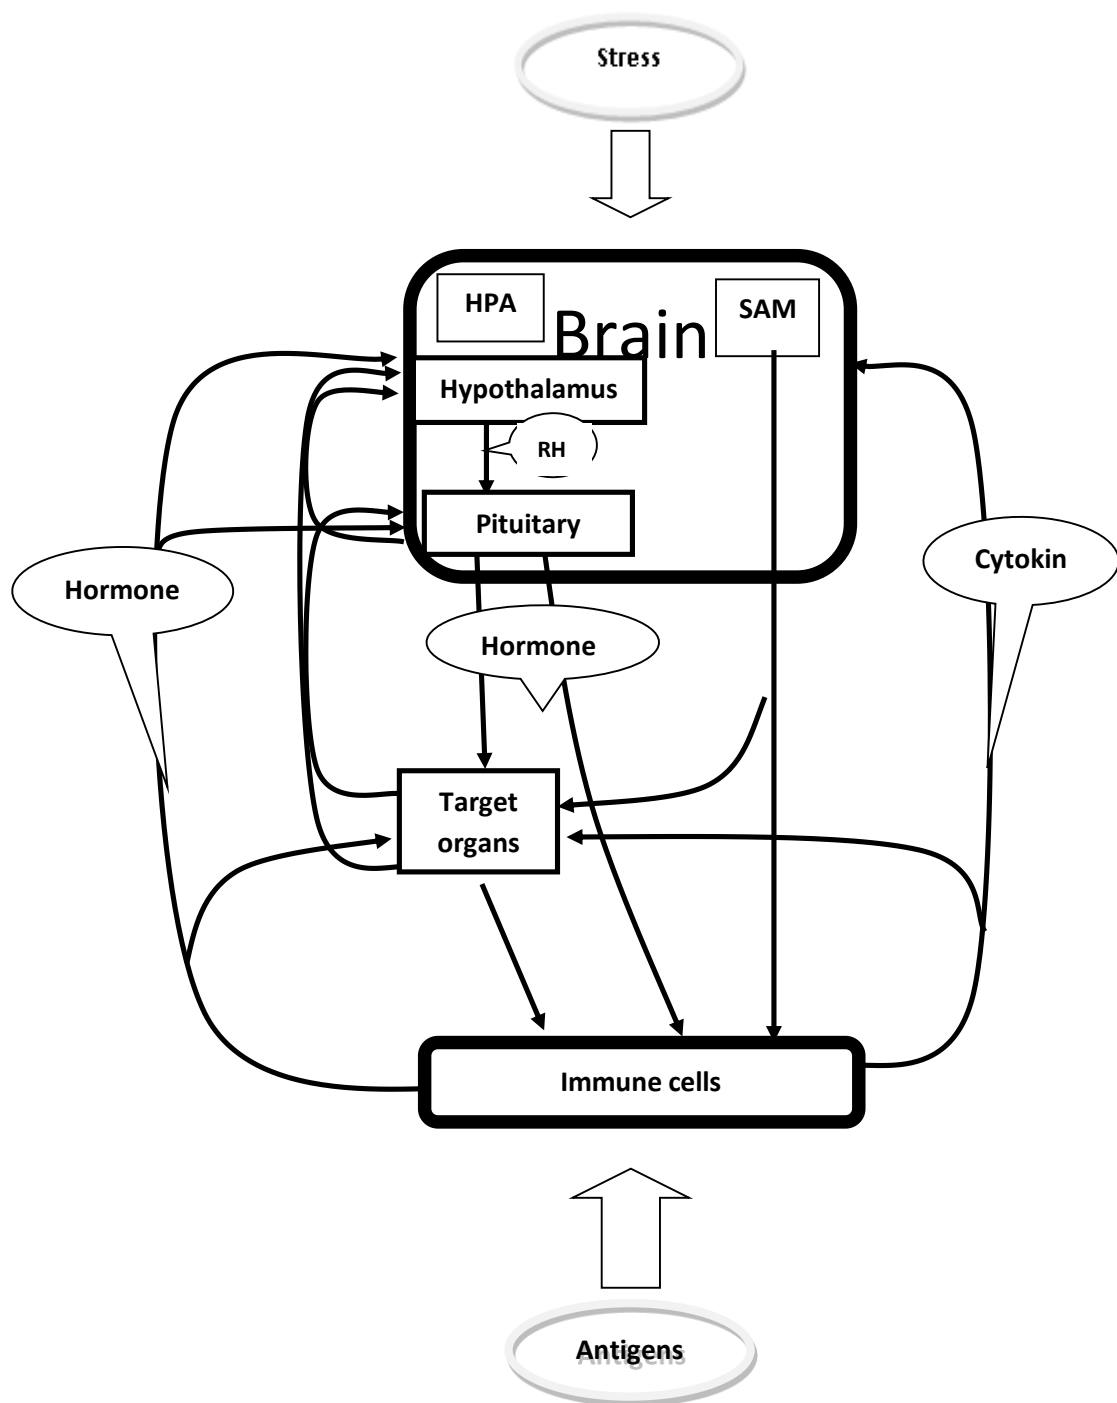 Stress
HPA
SAM
Brain
Hypothalamus
RH
Pituitary
Hormone
Cytokin
Hormone
Target
organs
Immune cells
Antigens